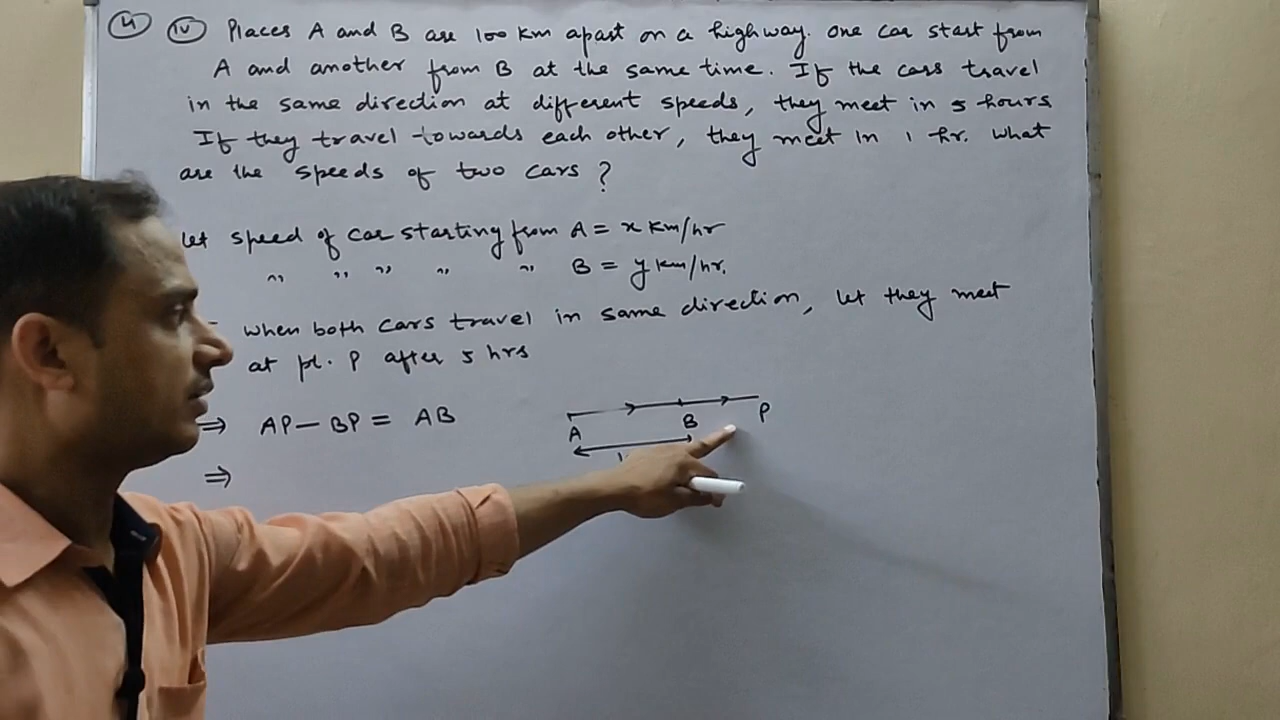 4 iv Places A and B are 100 km apart on a highway. one car start from
A and another from B at the same time. If the cars travel
in the same direction at different speeds, they meet in 5 hours
If they travel towards each other, they meet in 1 hr. what
are the speeds of two cars ?
let speed of car starting from A = x km/hr
" " " " " B = y km/hr.
when both cars travel in same direction, let they meet
at pt. P after 5 hrs
⇒ AP – BP = AB
A B P
⇒